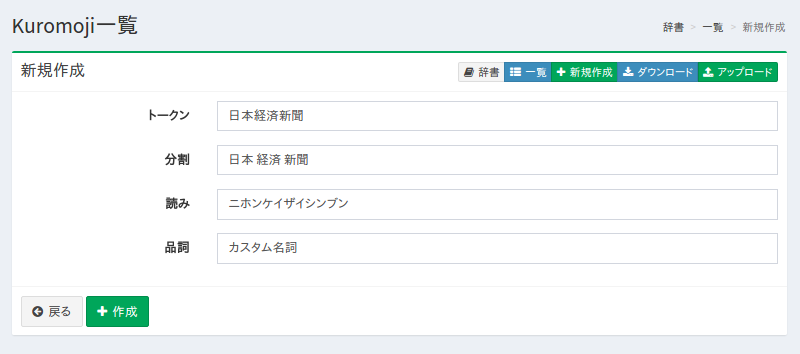 Kuromoji一覧
辞書 > 一覧 > 新規作成
新規作成
辞書 一覧 新規作成 ダウンロード アップロード
トークン 日本経済新聞
分割 日本 経済 新聞
読み ニホンケイザイシンブン
品詞 カスタム名詞
戻る 作成